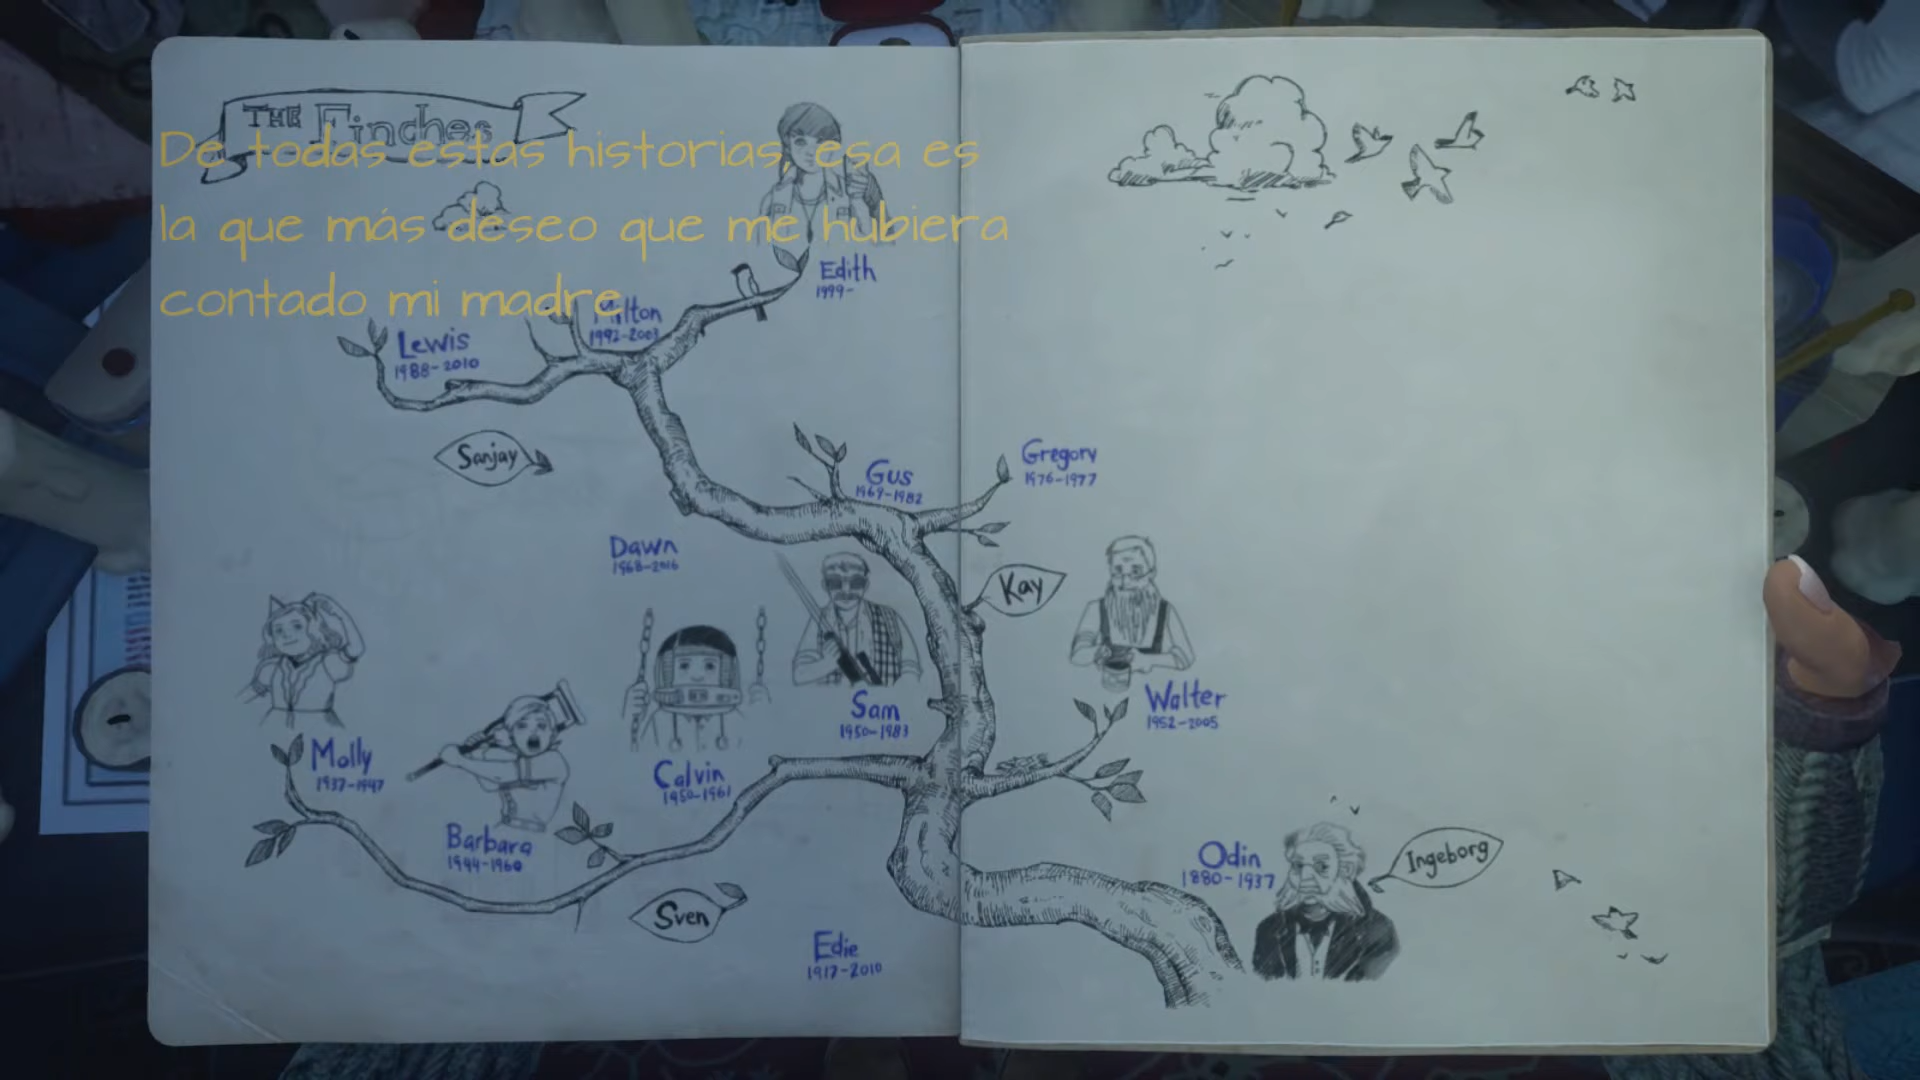 THE Finches
De todas estas historias, esa es
la que más deseo que me hubiera
contado mi madre
Edith
1999-
Milton
1992-2003
Lewis
1988-2010
Sanjay
Gus
1969-1982
Gregory
1976-1977
Dawn
1968-2016
Kay
Sam
1950-1983
Walter
1952-2005
Molly
1937-1947
Calvin
1950-1961
Barbara
1944-1960
Sven
Odin
1880-1937
Ingeborg
Edie
1917-2010